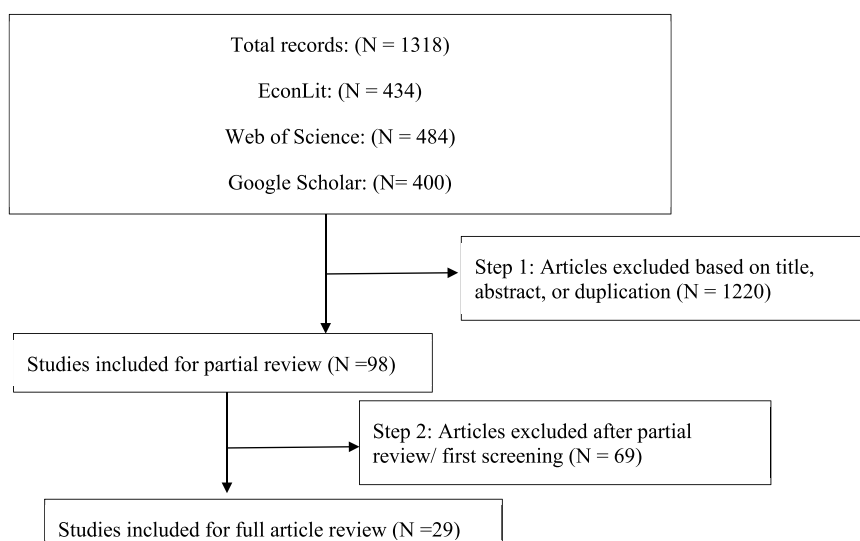 Total records: (N = 1318)
EconLit: (N = 434)
Web of Science: (N = 484)
Google Scholar: (N= 400)
Step 1: Articles excluded based on title,
abstract, or duplication (N = 1220)
Studies included for partial review (N =98)
Step 2: Articles excluded after partial
review/ first screening (N = 69)
Studies included for full article review (N =29)